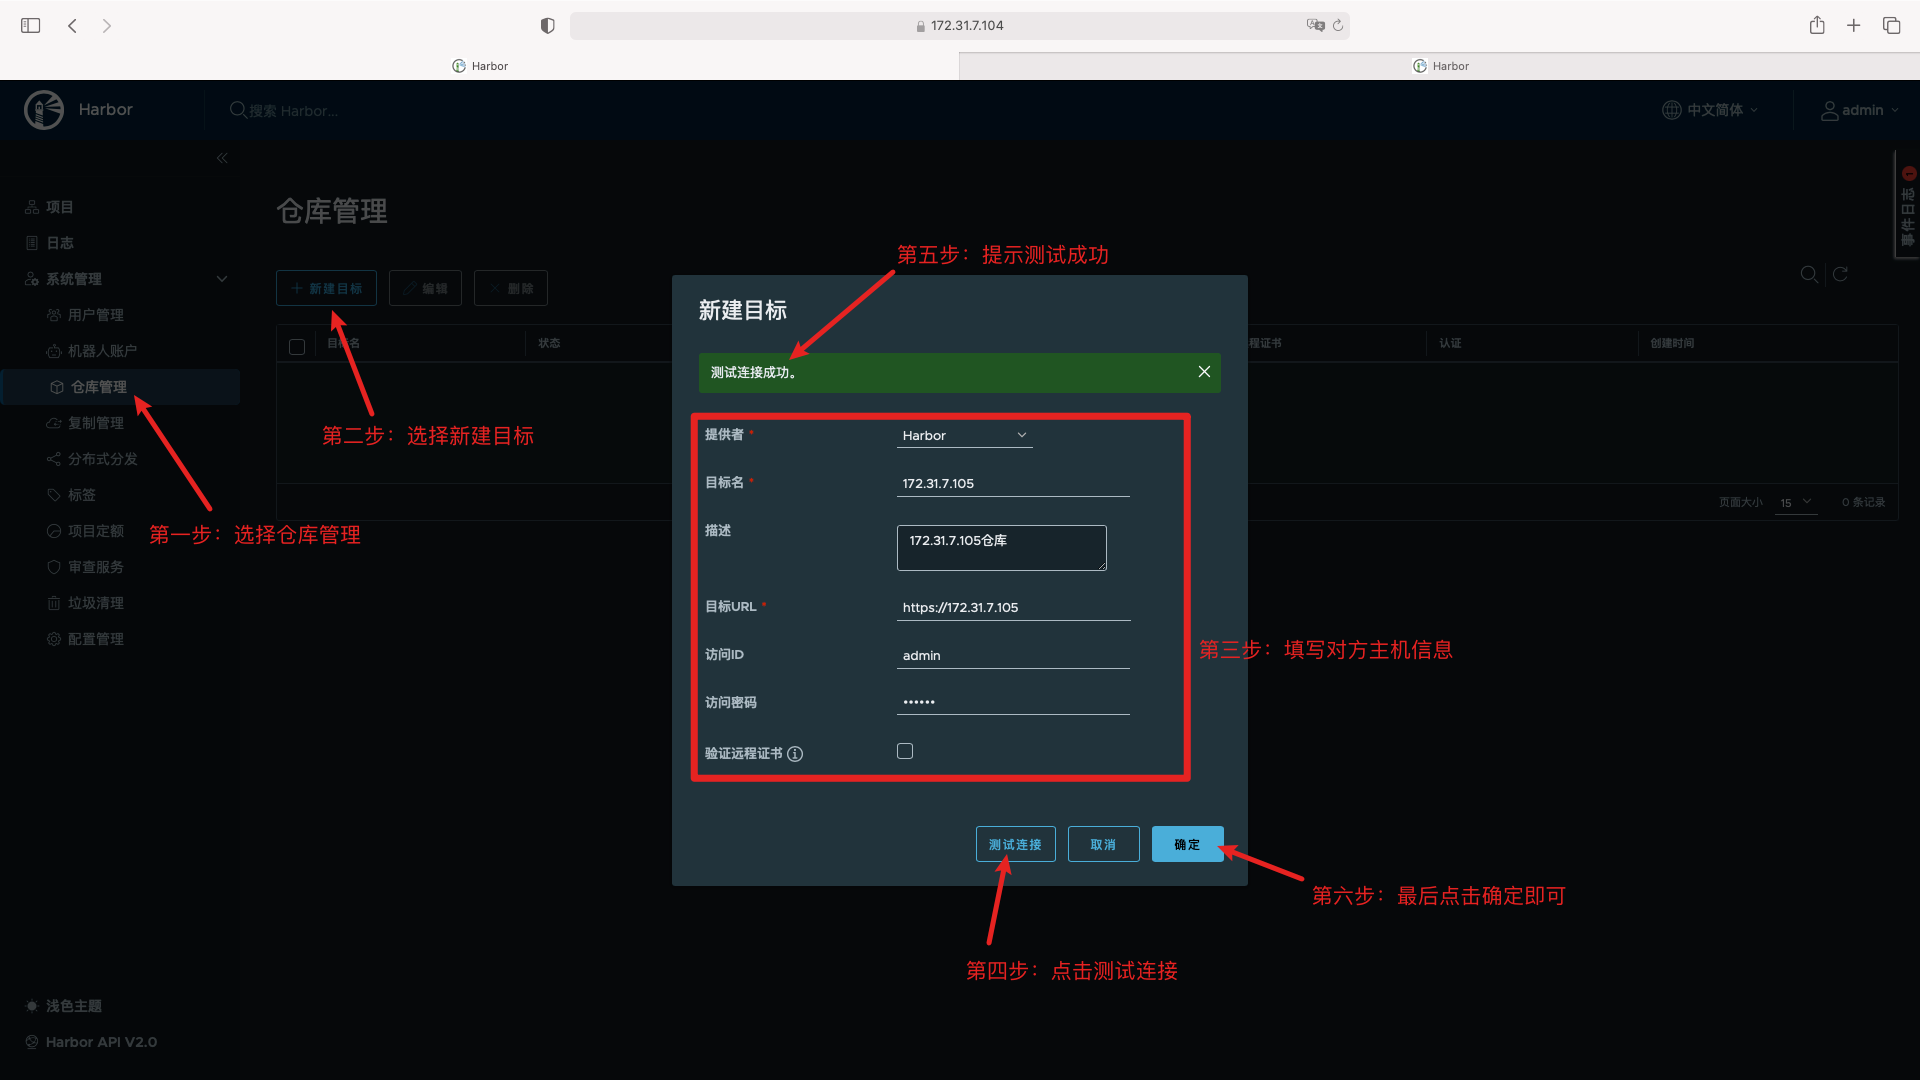 172.31.7.104
Harbor
Harbor
Harbor
搜索 Harbor...
中文简体
admin
项目
日志
系统管理
用户管理
机器人账户
仓库管理
复制管理
分布式分发
标签
项目定额
审查服务
垃圾清理
配置管理
浅色主题
Harbor API V2.0
仓库管理
新建目标
编辑
删除
目标名
状态
程证书
认证
创建时间
页面大小
15
0 条记录
1
事件日志
第一步：选择仓库管理
第二步：选择新建目标
第五步：提示测试成功
新建目标
测试连接成功。
提供者 *
Harbor
目标名 *
172.31.7.105
描述
172.31.7.105仓库
目标URL *
https://172.31.7.105
访问ID
admin
访问密码
••••••
验证远程证书
第三步：填写对方主机信息
测试连接
取消
确定
第六步：最后点击确定即可
第四步：点击测试连接